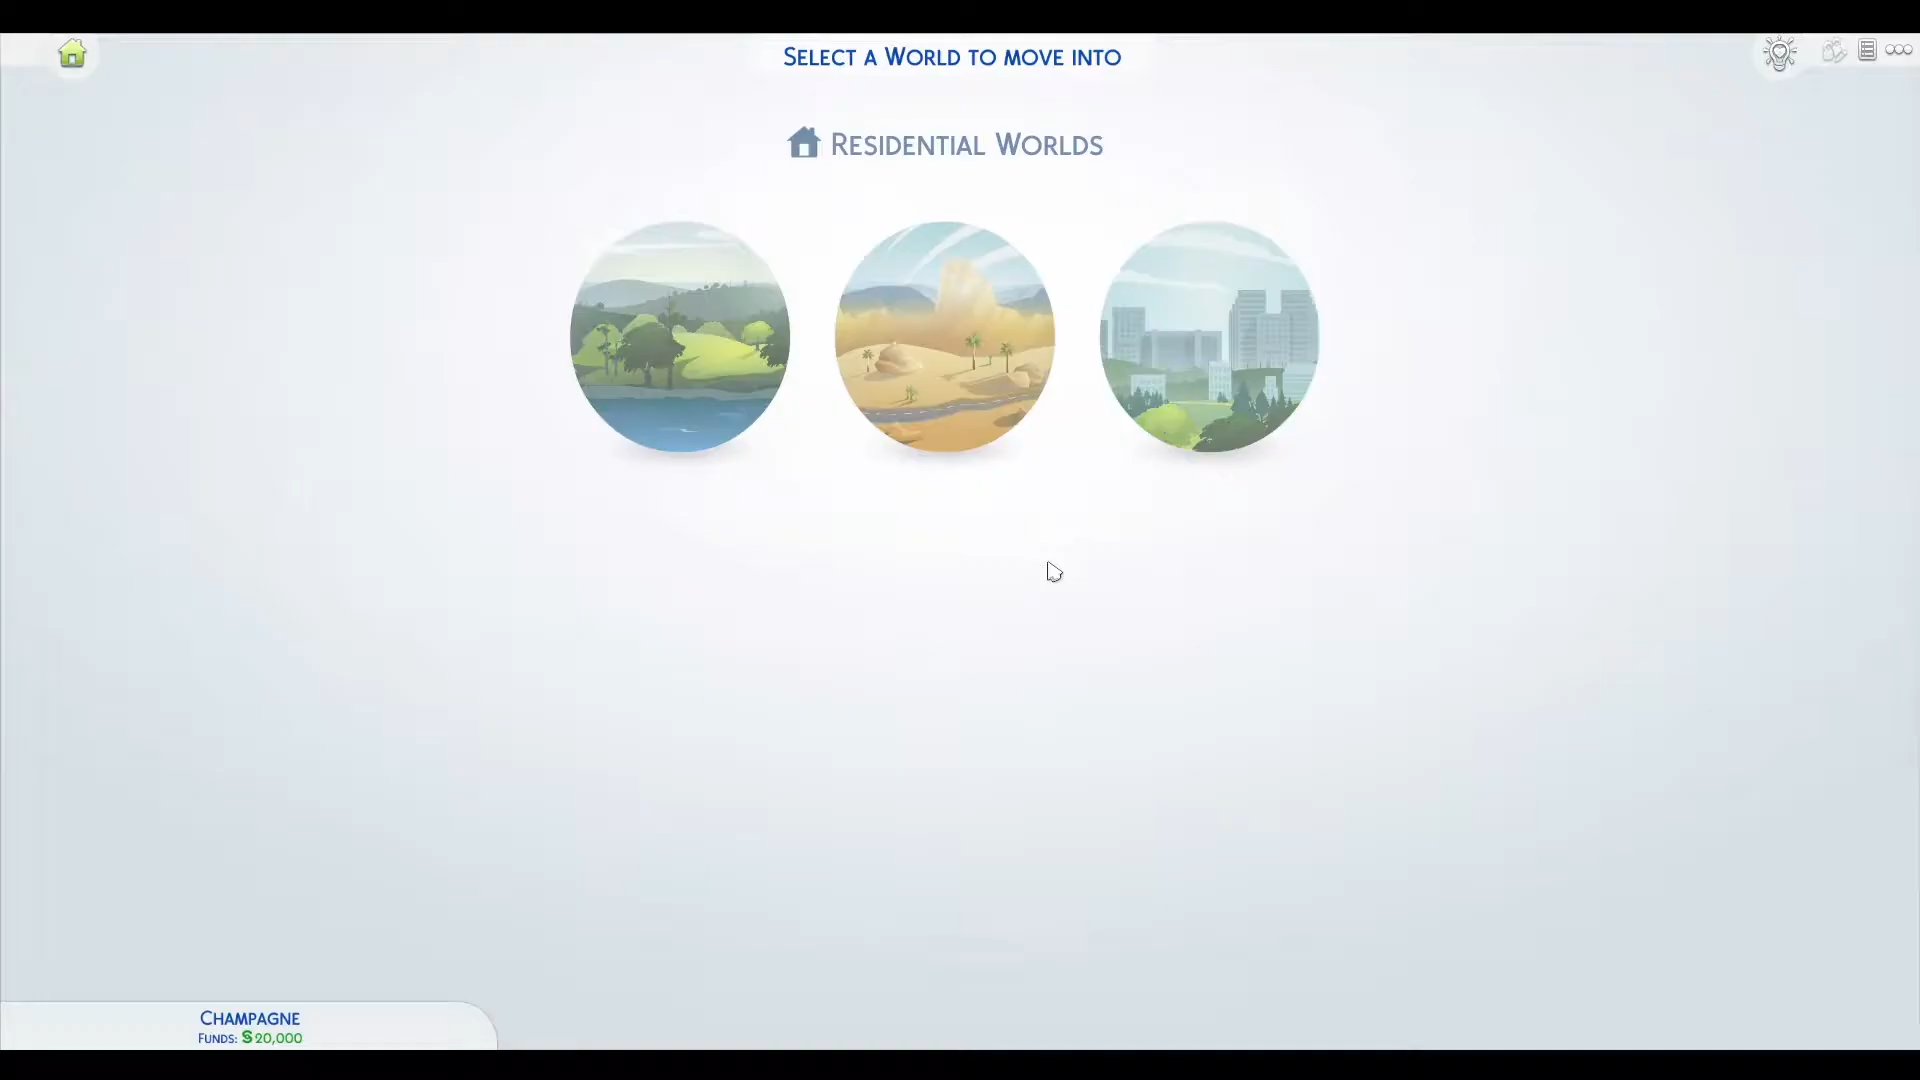 Select a World to move into
Residential Worlds
Champagne
Funds: §20,000